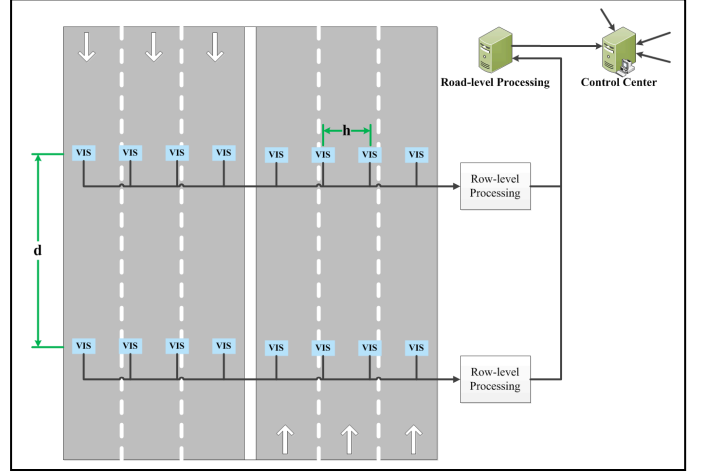 Road-level Processing
Control Center
h
VIS VIS VIS VIS VIS VIS VIS VIS
Row-level
Processing
d
VIS VIS VIS VIS VIS VIS VIS VIS
Row-level
Processing